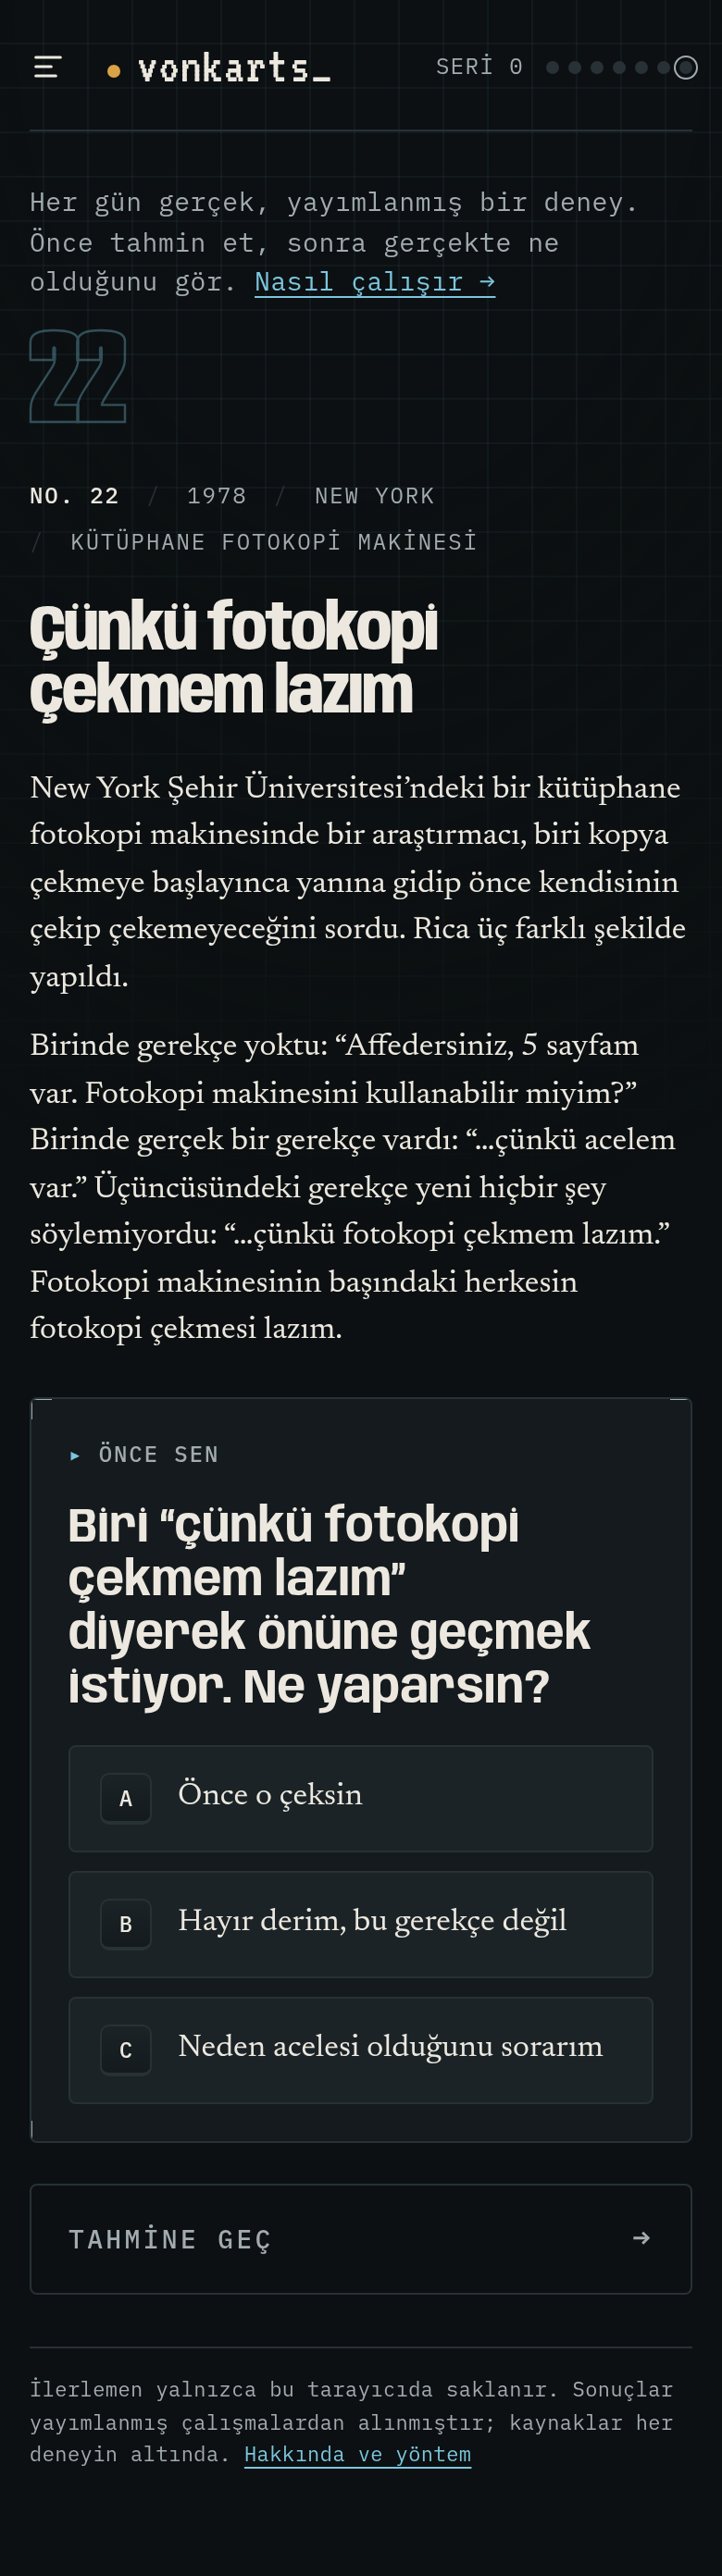 vonkarts_
SERİ 0
Her gün gerçek, yayımlanmış bir deney.
Önce tahmin et, sonra gerçekte ne
olduğunu gör. Nasıl çalışır →
22
NO. 22 / 1978 / NEW YORK
/ KÜTÜPHANE FOTOKOPİ MAKİNESİ
Çünkü fotokopi
çekmem lazım
New York Şehir Üniversitesi’ndeki bir kütüphane
fotokopi makinesinde bir araştırmacı, biri kopya
çekmeye başlayınca yanına gidip önce kendisinin
çekip çekemeyeceğini sordu. Rica üç farklı şekilde
yapıldı.
Birinde gerekçe yoktu: “Affedersiniz, 5 sayfam
var. Fotokopi makinesini kullanabilir miyim?”
Birinde gerçek bir gerekçe vardı: “…çünkü acelem
var.” Üçüncüsündeki gerekçe yeni hiçbir şey
söylemiyordu: “…çünkü fotokopi çekmem lazım.”
Fotokopi makinesinin başındaki herkesin
fotokopi çekmesi lazım.
▸ ÖNCE SEN
Biri “çünkü fotokopi
çekmem lazım”
diyerek önüne geçmek
istiyor. Ne yaparsın?
A Önce o çeksin
B Hayır derim, bu gerekçe değil
C Neden acelesi olduğunu sorarım
TAHMİNE GEÇ →
İlerlemen yalnızca bu tarayıcıda saklanır. Sonuçlar
yayımlanmış çalışmalardan alınmıştır; kaynaklar her
deneyin altında. Hakkında ve yöntem